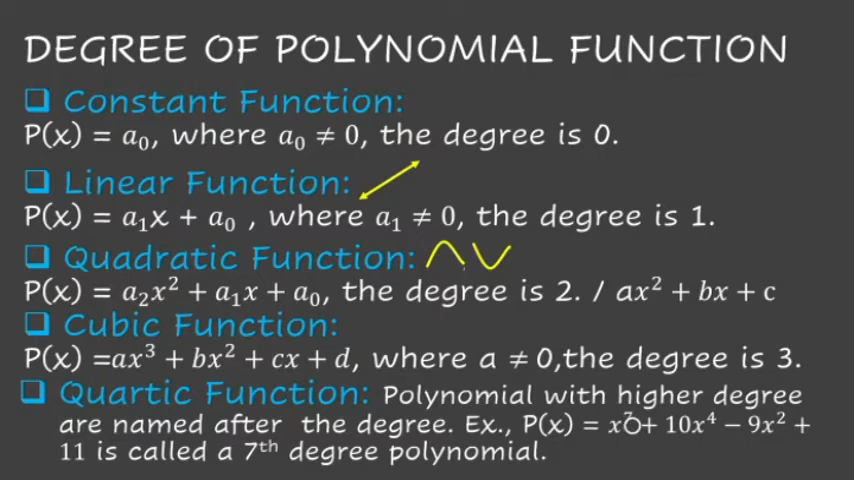 DEGREE OF POLYNOMIAL FUNCTION
❑ Constant Function:
P(x) = a₀, where a₀ ≠ 0, the degree is 0.
❑ Linear Function:
P(x) = a₁x + a₀ , where a₁ ≠ 0, the degree is 1.
❑ Quadratic Function:
P(x) = a₂x² + a₁x + a₀, the degree is 2. / ax² + bx + c
❑ Cubic Function:
P(x) =ax³ + bx² + cx + d, where a ≠ 0,the degree is 3.
❑ Quartic Function: Polynomial with higher degree
are named after the degree. Ex., P(x) = x⁷ + 10x⁴ − 9x² +
11 is called a 7ᵗʰ degree polynomial.